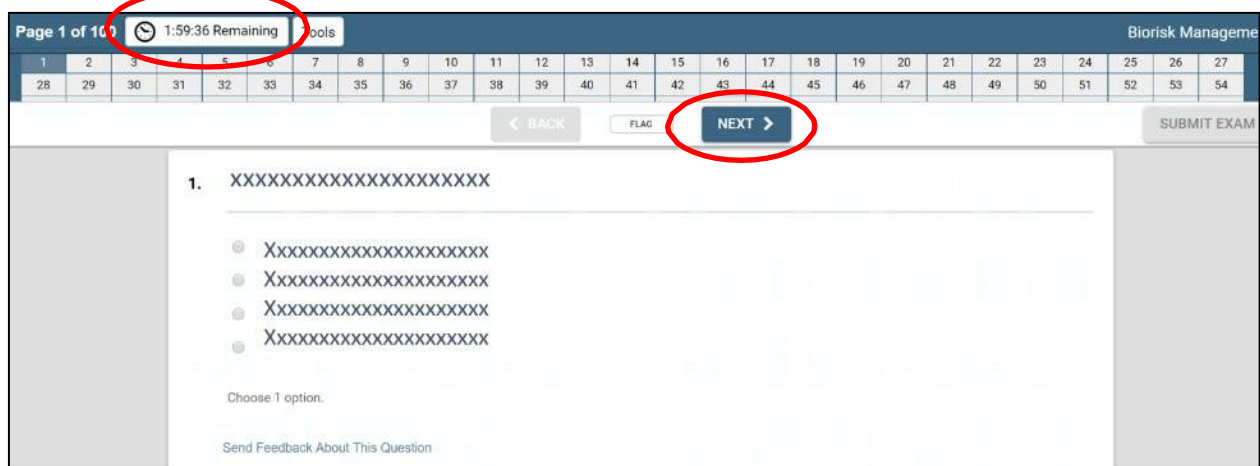 Page 1 of 100 1:59:36 Remaining Tools Biorisk Manageme
1 2 3 4 5 6 7 8 9 10 11 12 13 14 15 16 17 18 19 20 21 22 23 24 25 26 27
28 29 30 31 32 33 34 35 36 37 38 39 40 41 42 43 44 45 46 47 48 49 50 51 52 53 54
BACK FLAG NEXT SUBMIT EXAM
1. XXXXXXXXXXXXXXXXXXXXX
Xxxxxxxxxxxxxxxxxxxxx
Xxxxxxxxxxxxxxxxxxxxx
Xxxxxxxxxxxxxxxxxxxxx
Xxxxxxxxxxxxxxxxxxxxx
Choose 1 option.
Send Feedback About This Question